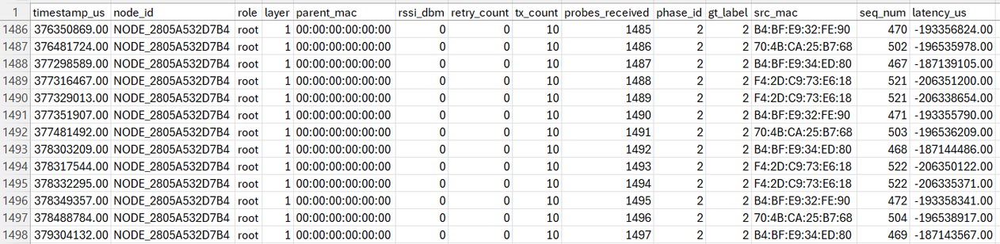 1 timestamp_us node_id role layer parent_mac rssi_dbm retry_count tx_count probes_received phase_id gt_label src_mac seq_num latency_us
1486 376350869.00 NODE_2805A532D7B4 root 1 00:00:00:00:00:00 0 0 10 1485 2 2 B4:BF:E9:32:FE:90 470 -193356824.00
1487 376481724.00 NODE_2805A532D7B4 root 1 00:00:00:00:00:00 0 0 10 1486 2 2 70:4B:CA:25:B7:68 502 -196535978.00
1488 377298589.00 NODE_2805A532D7B4 root 1 00:00:00:00:00:00 0 0 10 1487 2 2 B4:BF:E9:34:ED:80 467 -187139105.00
1489 377316467.00 NODE_2805A532D7B4 root 1 00:00:00:00:00:00 0 0 10 1488 2 2 F4:2D:C9:73:E6:18 521 -206351200.00
1490 377329013.00 NODE_2805A532D7B4 root 1 00:00:00:00:00:00 0 0 10 1489 2 2 F4:2D:C9:73:E6:18 521 -206338654.00
1491 377351907.00 NODE_2805A532D7B4 root 1 00:00:00:00:00:00 0 0 10 1490 2 2 B4:BF:E9:32:FE:90 471 -193355790.00
1492 377481492.00 NODE_2805A532D7B4 root 1 00:00:00:00:00:00 0 0 10 1491 2 2 70:4B:CA:25:B7:68 503 -196536209.00
1493 378303209.00 NODE_2805A532D7B4 root 1 00:00:00:00:00:00 0 0 10 1492 2 2 B4:BF:E9:34:ED:80 468 -187144486.00
1494 378317544.00 NODE_2805A532D7B4 root 1 00:00:00:00:00:00 0 0 10 1493 2 2 F4:2D:C9:73:E6:18 522 -206350122.00
1495 378332295.00 NODE_2805A532D7B4 root 1 00:00:00:00:00:00 0 0 10 1494 2 2 F4:2D:C9:73:E6:18 522 -206335371.00
1496 378349357.00 NODE_2805A532D7B4 root 1 00:00:00:00:00:00 0 0 10 1495 2 2 B4:BF:E9:32:FE:90 472 -193358341.00
1497 378488784.00 NODE_2805A532D7B4 root 1 00:00:00:00:00:00 0 0 10 1496 2 2 70:4B:CA:25:B7:68 504 -196538917.00
1498 379304132.00 NODE_2805A532D7B4 root 1 00:00:00:00:00:00 0 0 10 1497 2 2 B4:BF:E9:34:ED:80 469 -187143567.00